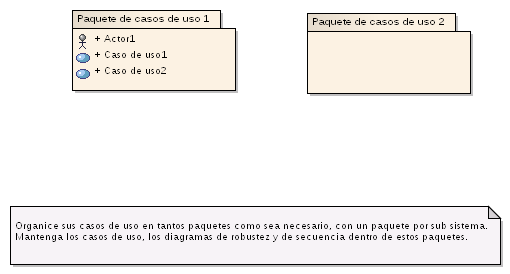 Paquete de casos de uso 1
+ Actor1
+ Caso de uso1
+ Caso de uso2
Paquete de casos de uso 2
Organice sus casos de uso en tantos paquetes como sea necesario, con un paquete por sub sistema.
Mantenga los casos de uso, los diagramas de robustez y de secuencia dentro de estos paquetes.